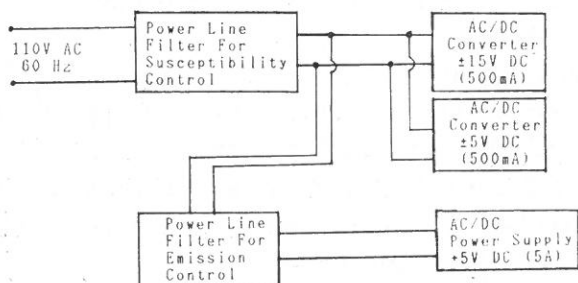 110V AC
60 Hz
Power Line
Filter For
Susceptibility
Control
AC/DC
Converter
±15V DC
(500mA)
AC/DC
Converter
±5V DC
(500mA)
Power Line
Filter For
Emission
Control
AC/DC
Power Supply
+5V DC (5A)